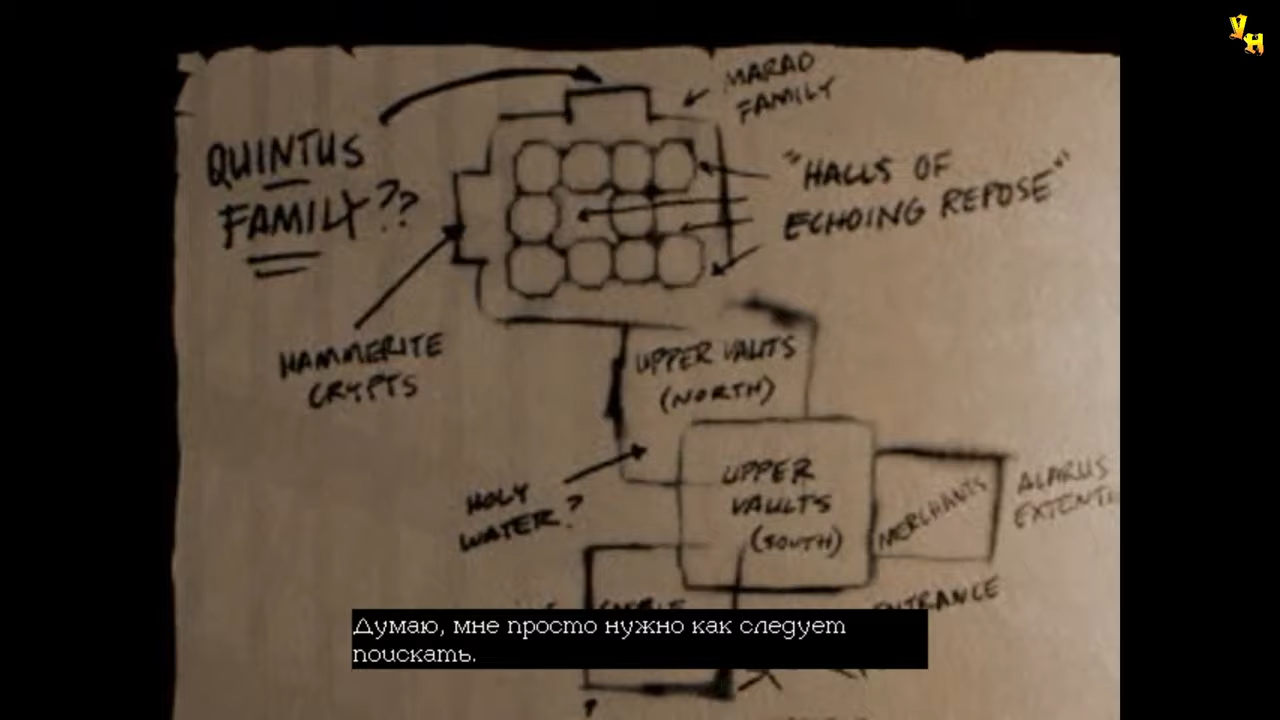 YH
MARAD
FAMILY
QUINTUS
FAMILY??
"HALLS OF
ECHOING REPOSE"
HAMMERITE
CRYPTS
UPPER VAULTS
(NORTH)
HOLY
WATER?
UPPER
VAULTS
(SOUTH)
MERCHANTS
ALARUS
ENTRANCE
Думаю, мне просто нужно как следует
поискать.